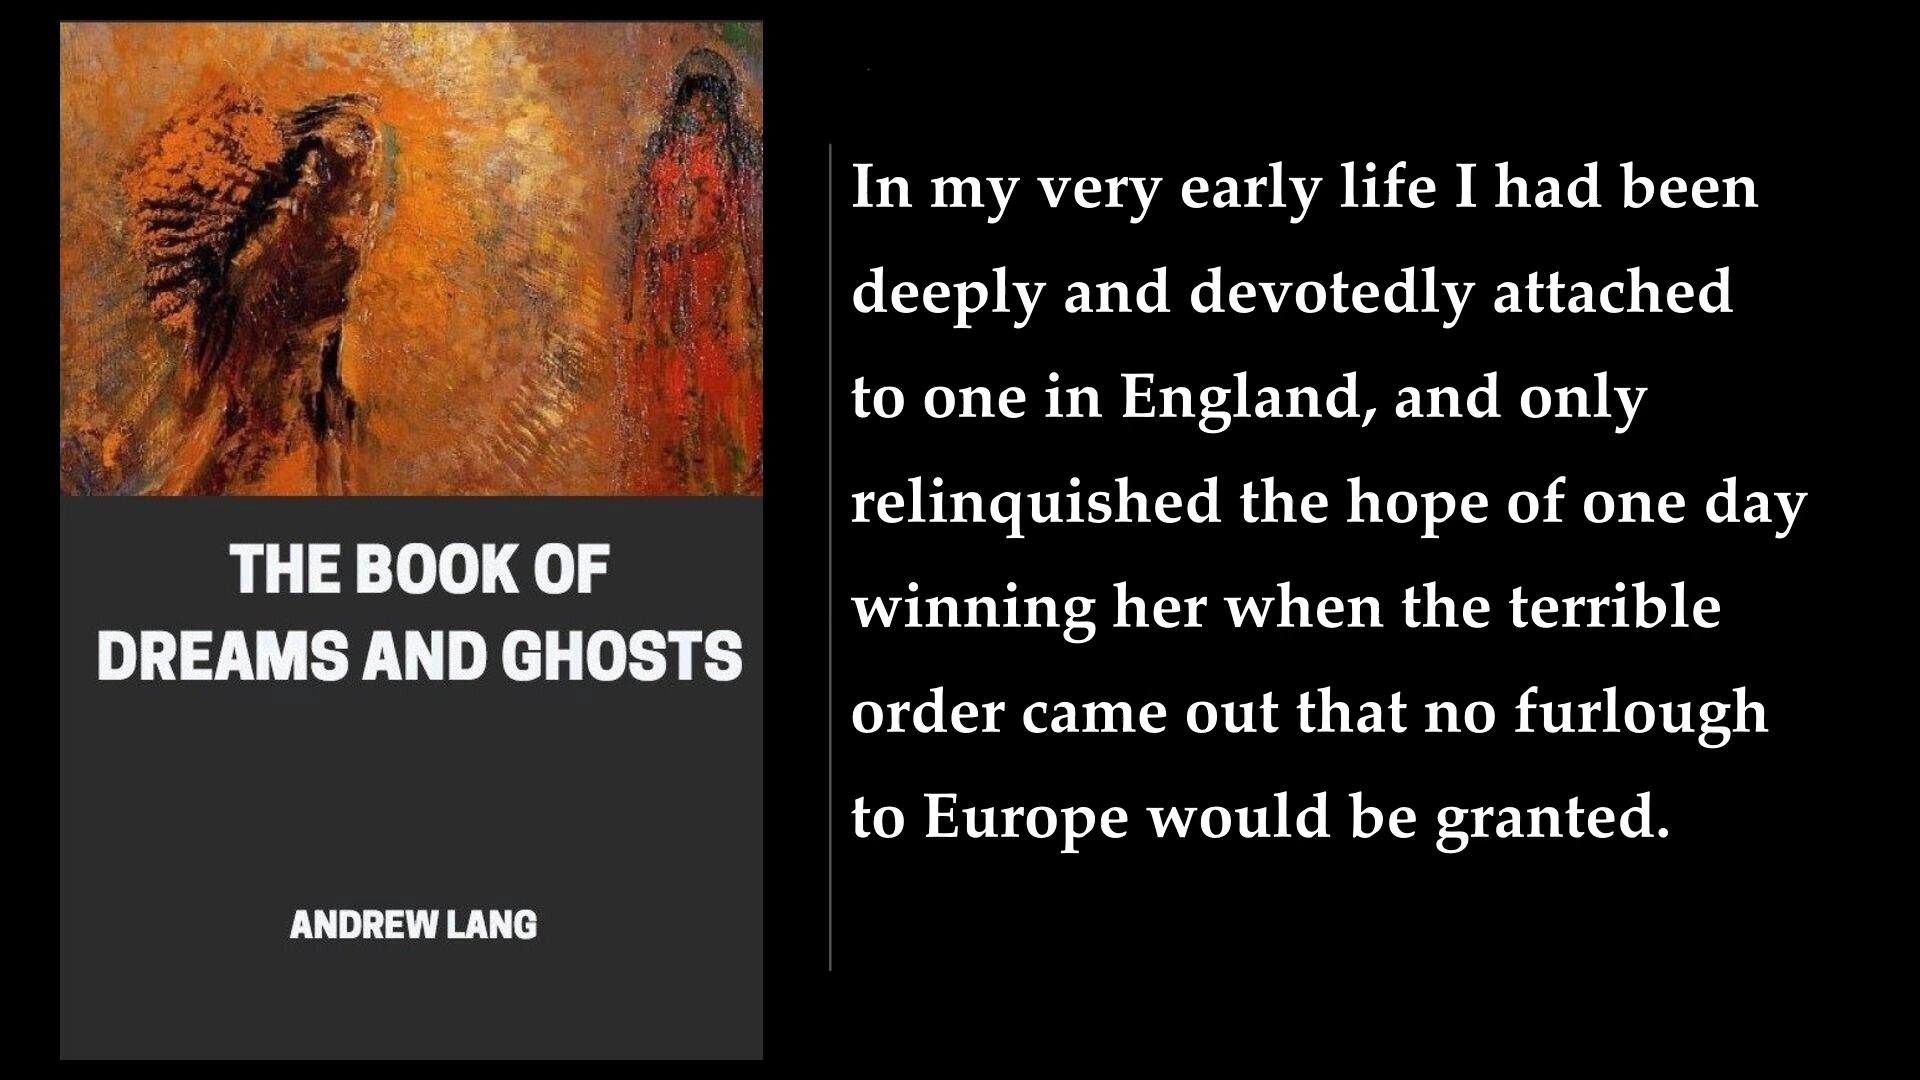 THE BOOK OF
DREAMS AND GHOSTS
ANDREW LANG
In my very early life I had been
deeply and devotedly attached
to one in England, and only
relinquished the hope of one day
winning her when the terrible
order came out that no furlough
to Europe would be granted.